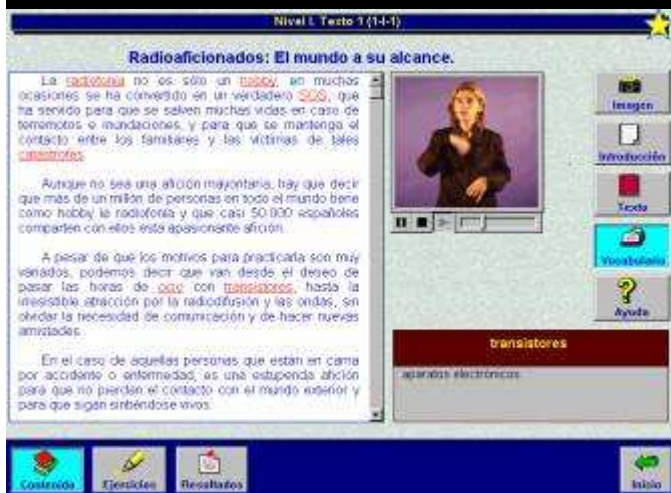 Nivel I. Texto 1 (1-I-1)
Radioaficionados: El mundo a su alcance.
La radiofonía no es sólo un hobby, en muchas
ocasiones se ha convertido en un verdadero SOS, que
ha servido para que se salven muchas vidas en caso de
terremotos e inundaciones, y para que se mantenga el
contacto entre los familiares y las víctimas de tales
catástrofes.
Aunque no sea una afición mayoritaria, hay que decir
que más de un millón de personas en todo el mundo tiene
como hobby la radiofonía y que casi 50.000 españoles
comparten con ellos esta apasionante afición.
A pesar de que los motivos para practicarla son muy
variados, podemos decir que van desde el deseo de
pasar las horas de ocio con transistores, hasta la
irresistible atracción por la radiodifusión y las ondas, sin
olvidar la necesidad de comunicación y de hacer nuevas
amistades.
En el caso de aquellas personas que están en cama
por accidente o enfermedad, es una estupenda afición
para que no pierdan el contacto con el mundo exterior y
para que sigan sintiéndose vivos.
Imagen
Introducción
Texto
Vocabulario
Ayuda
transistores
aparatos electrónicos.
Contenido
Ejercicios
Resultados
Inicio